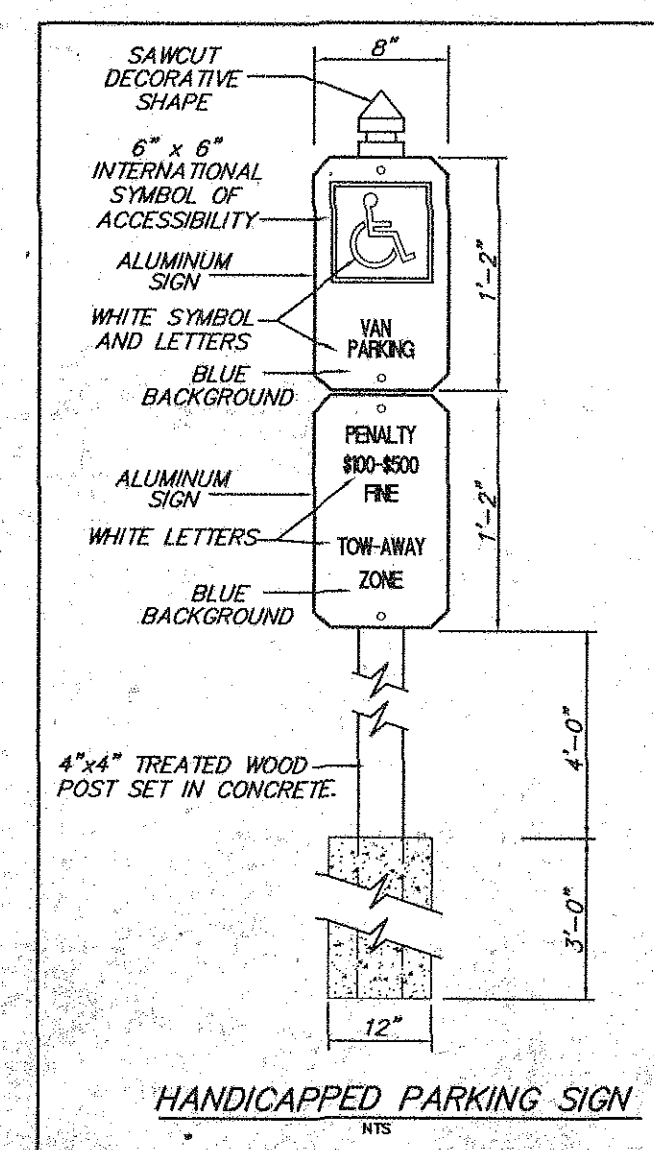 8"
SAWCUT
DECORATIVE
SHAPE
6" x 6"
INTERNATIONAL
SYMBOL OF
ACCESSIBILITY
ALUMINUM
SIGN
WHITE SYMBOL
AND LETTERS
BLUE
BACKGROUND
VAN
PARKING
1'-2"
PENALTY
$100-$500
FINE
TOW-AWAY
ZONE
ALUMINUM
SIGN
WHITE LETTERS
BLUE
BACKGROUND
1'-2"
4"x4" TREATED WOOD
POST SET IN CONCRETE.
4'-0"
3'-0"
12"
HANDICAPPED PARKING SIGN
NTS